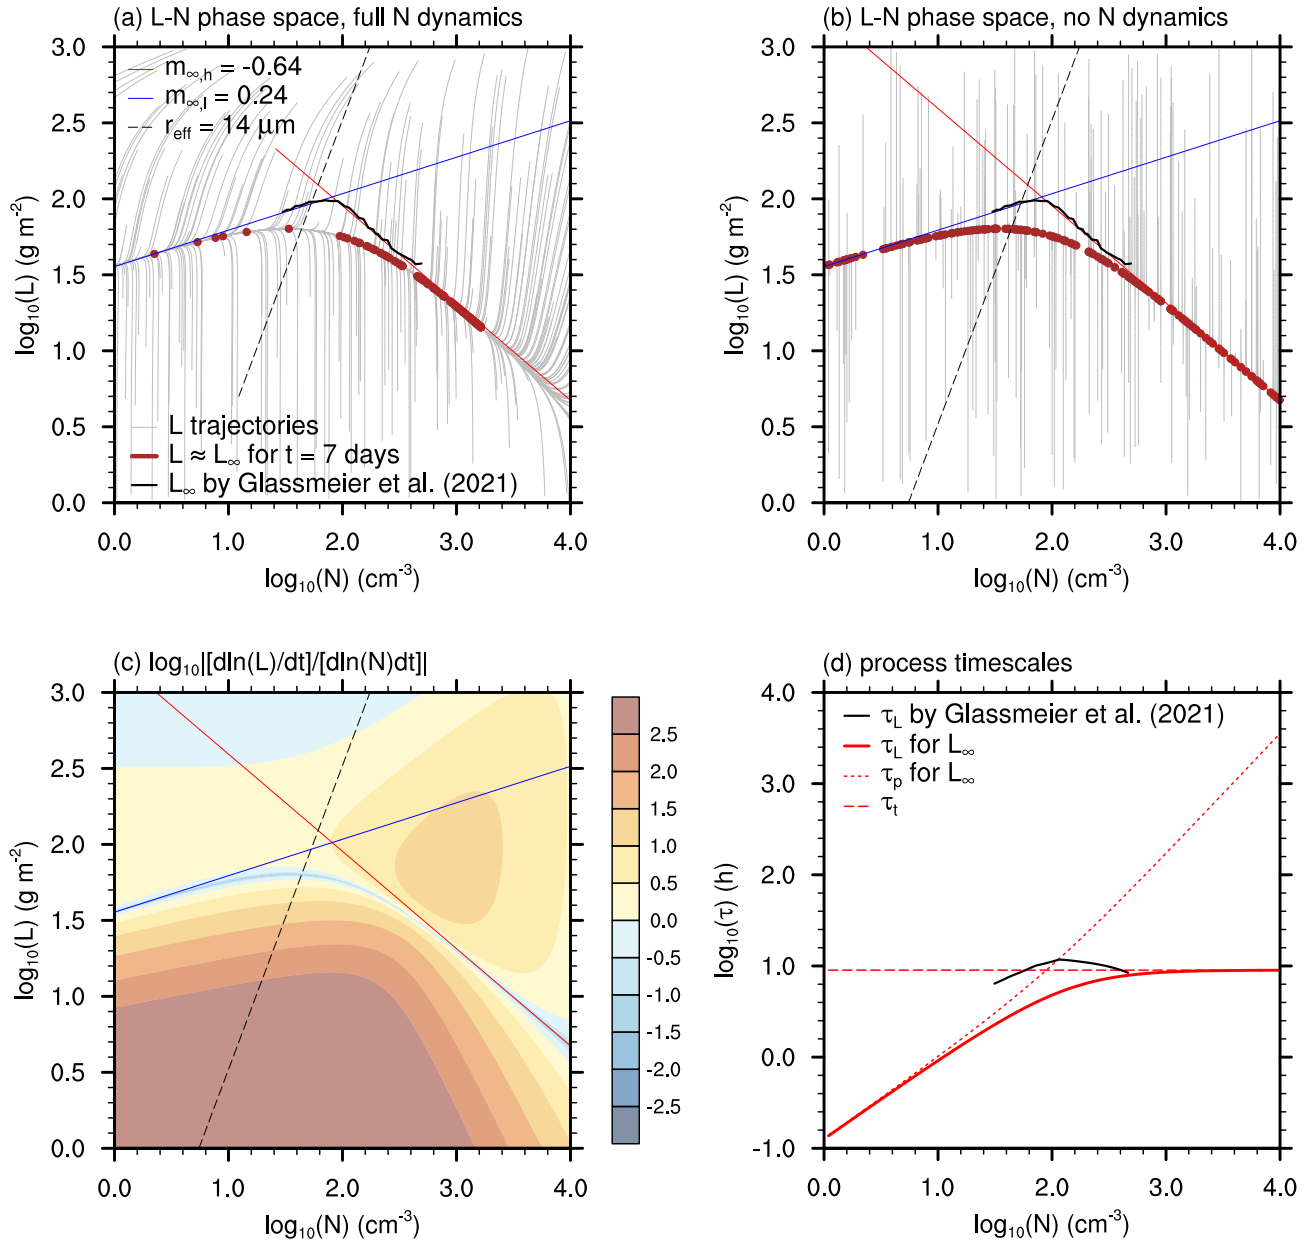 (a) L-N phase space, full N dynamics
3.0
2.5
2.0
1.5
1.0
0.5
0.0
log₁₀(L) (g m⁻²)
m∞,h = -0.64
m∞,l = 0.24
r_eff = 14 μm
L trajectories
L ≈ L∞ for t = 7 days
L∞ by Glassmeier et al. (2021)
0.0 1.0 2.0 3.0 4.0
log₁₀(N) (cm⁻³)
(b) L-N phase space, no N dynamics
3.0
2.5
2.0
1.5
1.0
0.5
0.0
log₁₀(L) (g m⁻²)
0.0 1.0 2.0 3.0 4.0
log₁₀(N) (cm⁻³)
(c) log₁₀|[dln(L)/dt]/[dln(N)dt]|
3.0
2.5
2.0
1.5
1.0
0.5
0.0
log₁₀(L) (g m⁻²)
0.0 1.0 2.0 3.0 4.0
log₁₀(N) (cm⁻³)
2.5
2.0
1.5
1.0
0.5
0.0
-0.5
-1.0
-1.5
-2.0
-2.5
(d) process timescales
4.0
3.0
2.0
1.0
0.0
-1.0
log₁₀(τ) (h)
τ_L by Glassmeier et al. (2021)
τ_L for L∞
τ_p for L∞
τ_t
0.0 1.0 2.0 3.0 4.0
log₁₀(N) (cm⁻³)